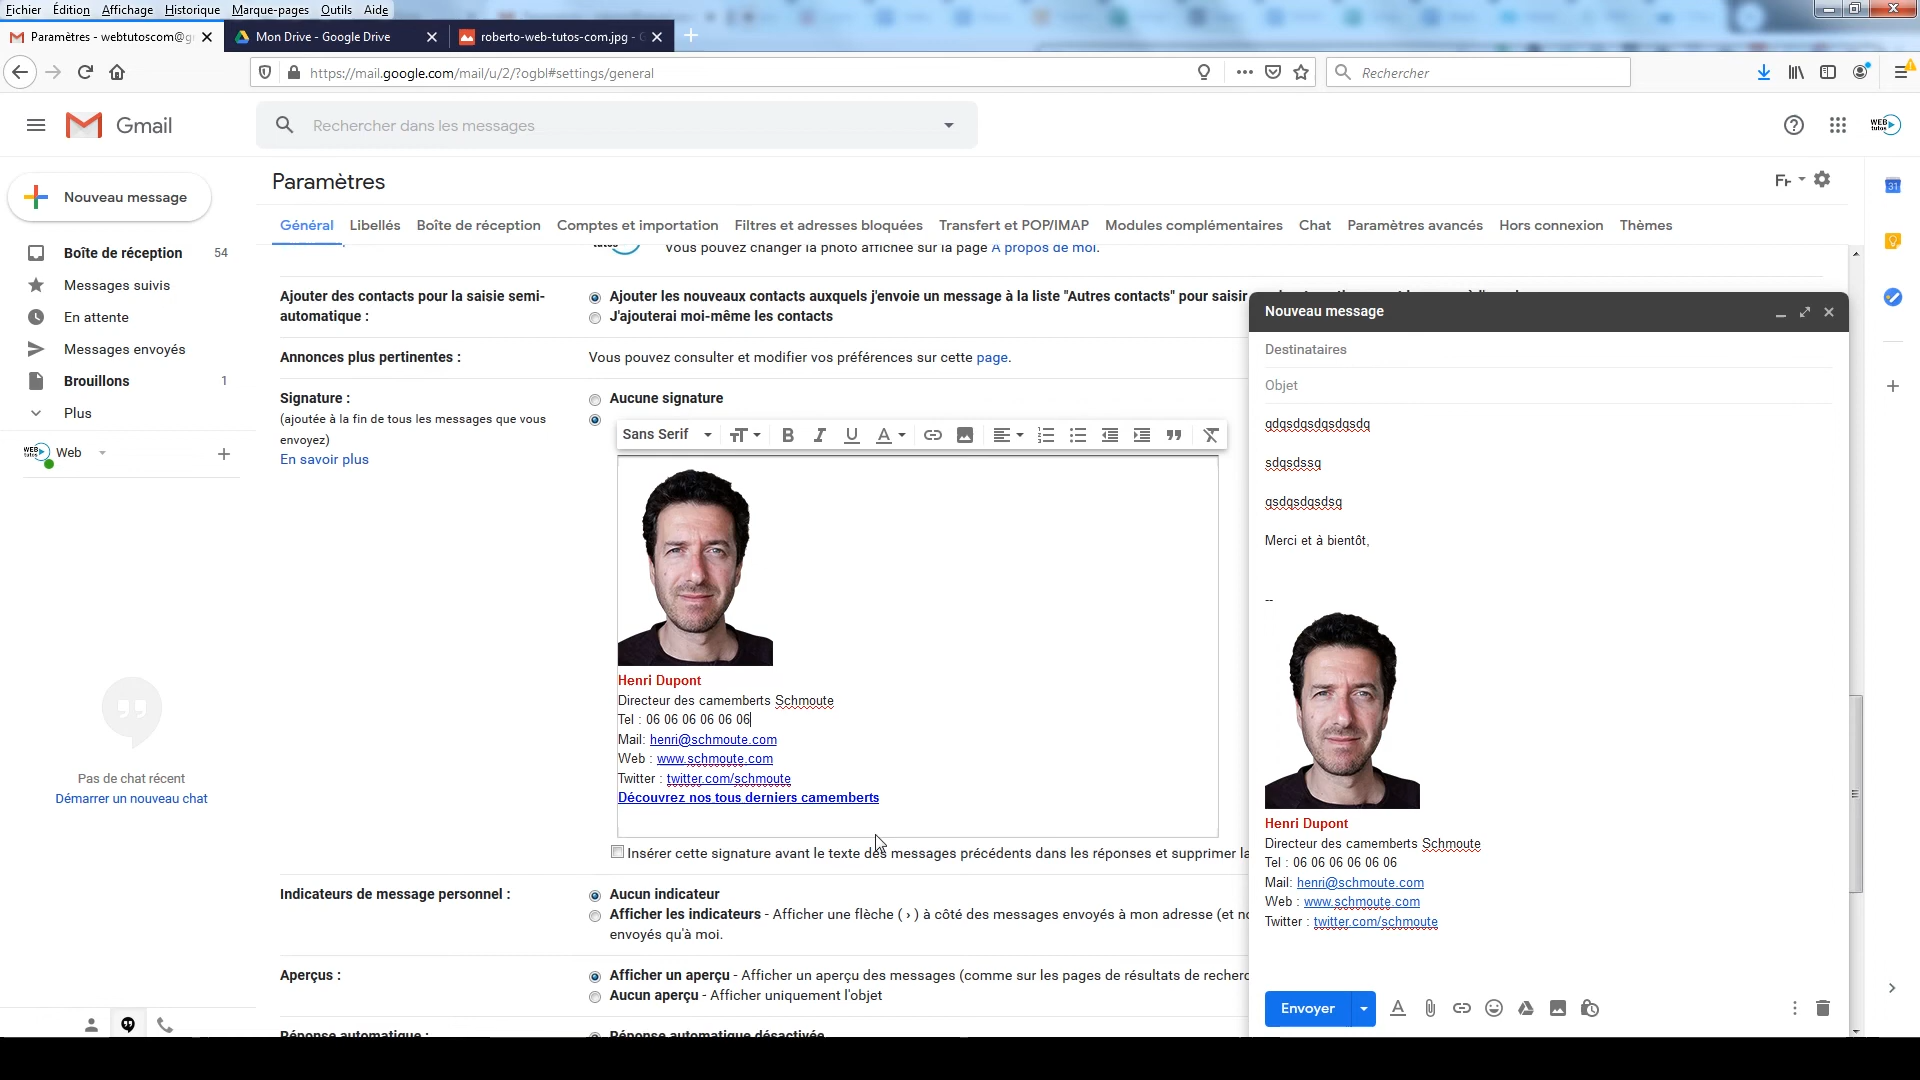 Fichier Édition Affichage Historique Marque-pages Outils Aide
Paramètres - webtutoscom@g
Mon Drive - Google Drive
roberto-web-tutos-com.jpg - G
https://mail.google.com/mail/u/2/?ogbl#settings/general
Rechercher
Gmail
Rechercher dans les messages
WEB tutos
Nouveau message
Paramètres
Fr
31
Général Libellés Boîte de réception Comptes et importation Filtres et adresses bloquées Transfert et POP/IMAP Modules complémentaires Chat Paramètres avancés Hors connexion Thèmes
Boîte de réception 54
Messages suivis
En attente
Messages envoyés
Brouillons 1
Plus
WEB tutos Web
Pas de chat récent
Démarrer un nouveau chat
tutos Vous pouvez changer la photo affichée sur la page À propos de moi.
Ajouter des contacts pour la saisie semi-
automatique :
Ajouter les nouveaux contacts auxquels j'envoie un message à la liste "Autres contacts" pour saisir
J'ajouterai moi-même les contacts
Annonces plus pertinentes :
Vous pouvez consulter et modifier vos préférences sur cette page.
Signature :
(ajoutée à la fin de tous les messages que vous
envoyez)
En savoir plus
Aucune signature
Sans Serif
Henri Dupont
Directeur des camemberts Schmoute
Tel : 06 06 06 06 06 06
Mail: henri@schmoute.com
Web : www.schmoute.com
Twitter : twitter.com/schmoute
Découvrez nos tous derniers camemberts
Insérer cette signature avant le texte des messages précédents dans les réponses et supprimer la
Indicateurs de message personnel :
Aucun indicateur
Afficher les indicateurs - Afficher une flèche ( › ) à côté des messages envoyés à mon adresse (et no
envoyés qu'à moi.
Aperçus :
Afficher un aperçu - Afficher un aperçu des messages (comme sur les pages de résultats de recherc
Aucun aperçu - Afficher uniquement l'objet
Réponse automatique :
Réponse automatique désactivée
Nouveau message
Destinataires
Objet
qdqsdqsdqsdqsdq
sdqsdssq
qsdqsdqsdsq
Merci et à bientôt,
--
Henri Dupont
Directeur des camemberts Schmoute
Tel : 06 06 06 06 06 06
Mail: henri@schmoute.com
Web : www.schmoute.com
Twitter : twitter.com/schmoute
Envoyer